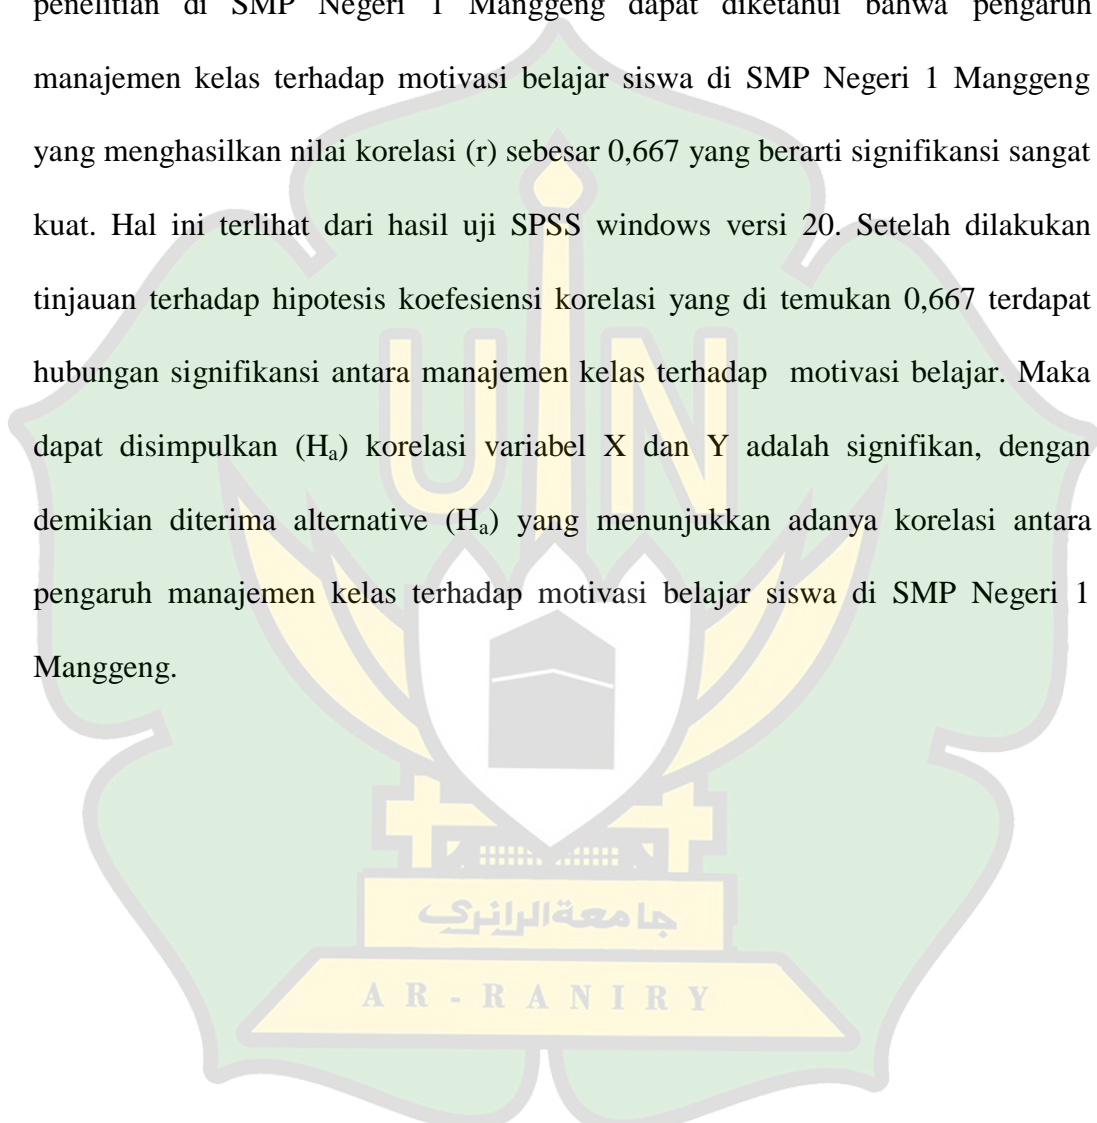 penelitian di SMP Negeri 1 Manggeng dapat diketahui bahwa pengaruh
manajemen kelas terhadap motivasi belajar siswa di SMP Negeri 1 Manggeng
yang menghasilkan nilai korelasi (r) sebesar 0,667 yang berarti signifikansi sangat
kuat. Hal ini terlihat dari hasil uji SPSS windows versi 20. Setelah dilakukan
tinjauan terhadap hipotesis koefesiensi korelasi yang di temukan 0,667 terdapat
hubungan signifikansi antara manajemen kelas terhadap motivasi belajar. Maka
dapat disimpulkan (Hₐ) korelasi variabel X dan Y adalah signifikan, dengan
demikian diterima alternative (Hₐ) yang menunjukkan adanya korelasi antara
pengaruh manajemen kelas terhadap motivasi belajar siswa di SMP Negeri 1
Manggeng.
UIN
جامعة الرانري
AR-RANIRY